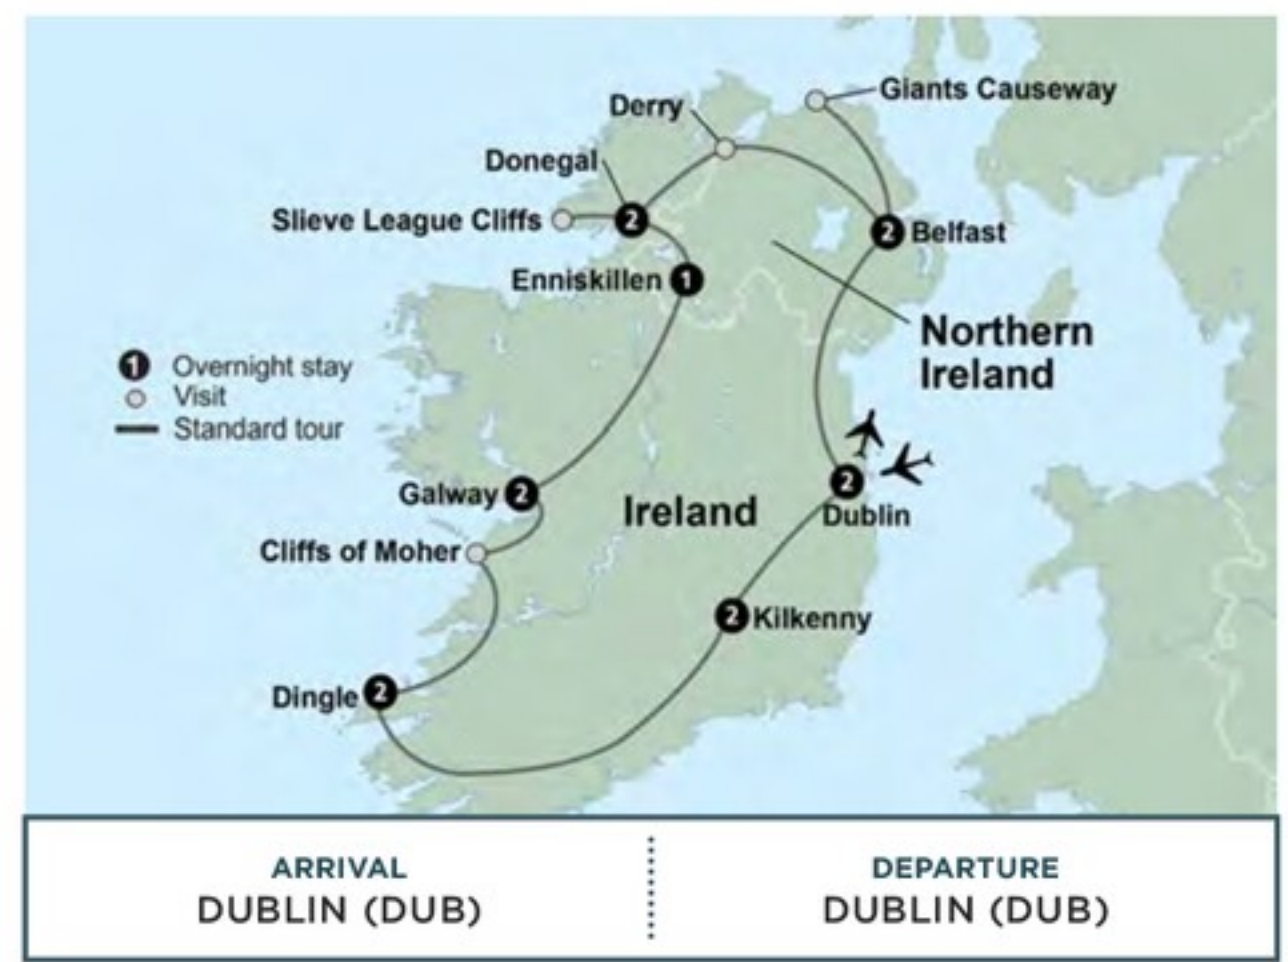 Giants Causeway
Derry
Donegal
Slieve League Cliffs
2
2
Belfast
Enniskillen
1
Northern
Ireland
1 Overnight stay
Visit
Standard tour
Galway
2
2
Ireland
Dublin
Cliffs of Moher
2
Kilkenny
Dingle
2
ARRIVAL
DUBLIN (DUB)
DEPARTURE
DUBLIN (DUB)